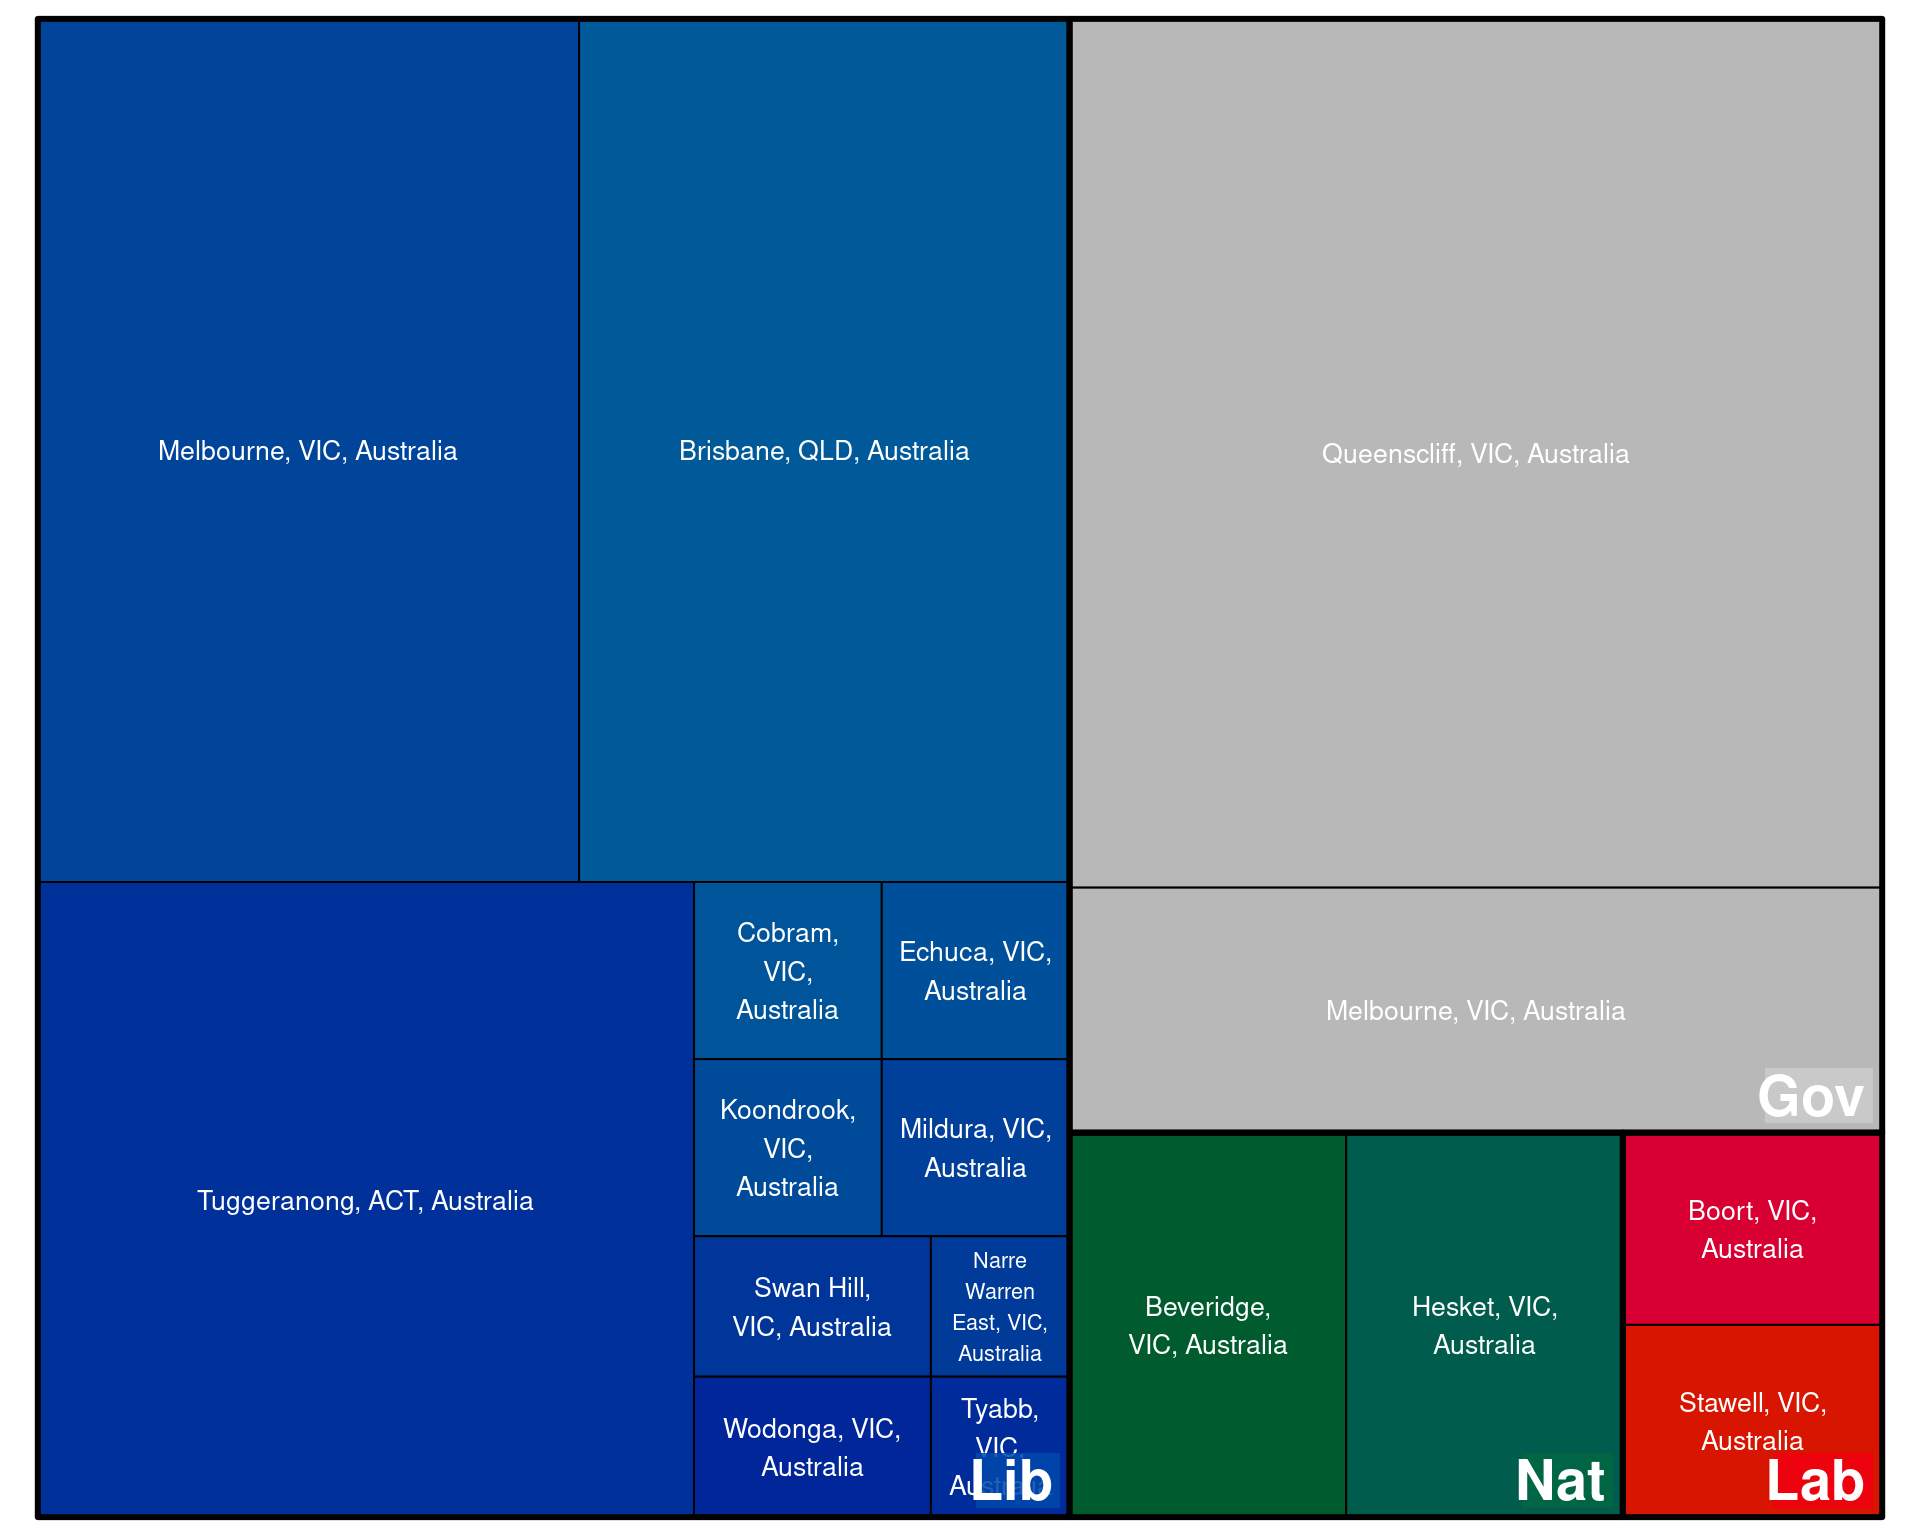 Melbourne, VIC, Australia
Brisbane, QLD, Australia
Queenscliff, VIC, Australia
Tuggeranong, ACT, Australia
Cobram,
VIC,
Australia
Echuca, VIC,
Australia
Koondrook,
VIC,
Australia
Mildura, VIC,
Australia
Swan Hill,
VIC, Australia
Narre
Warren
East, VIC,
Australia
Wodonga, VIC,
Australia
Tyabb,
VIC,
Lib
Melbourne, VIC, Australia
Gov
Beveridge,
VIC, Australia
Hesket, VIC,
Australia
Nat
Boort, VIC,
Australia
Stawell, VIC,
Australia
Lab